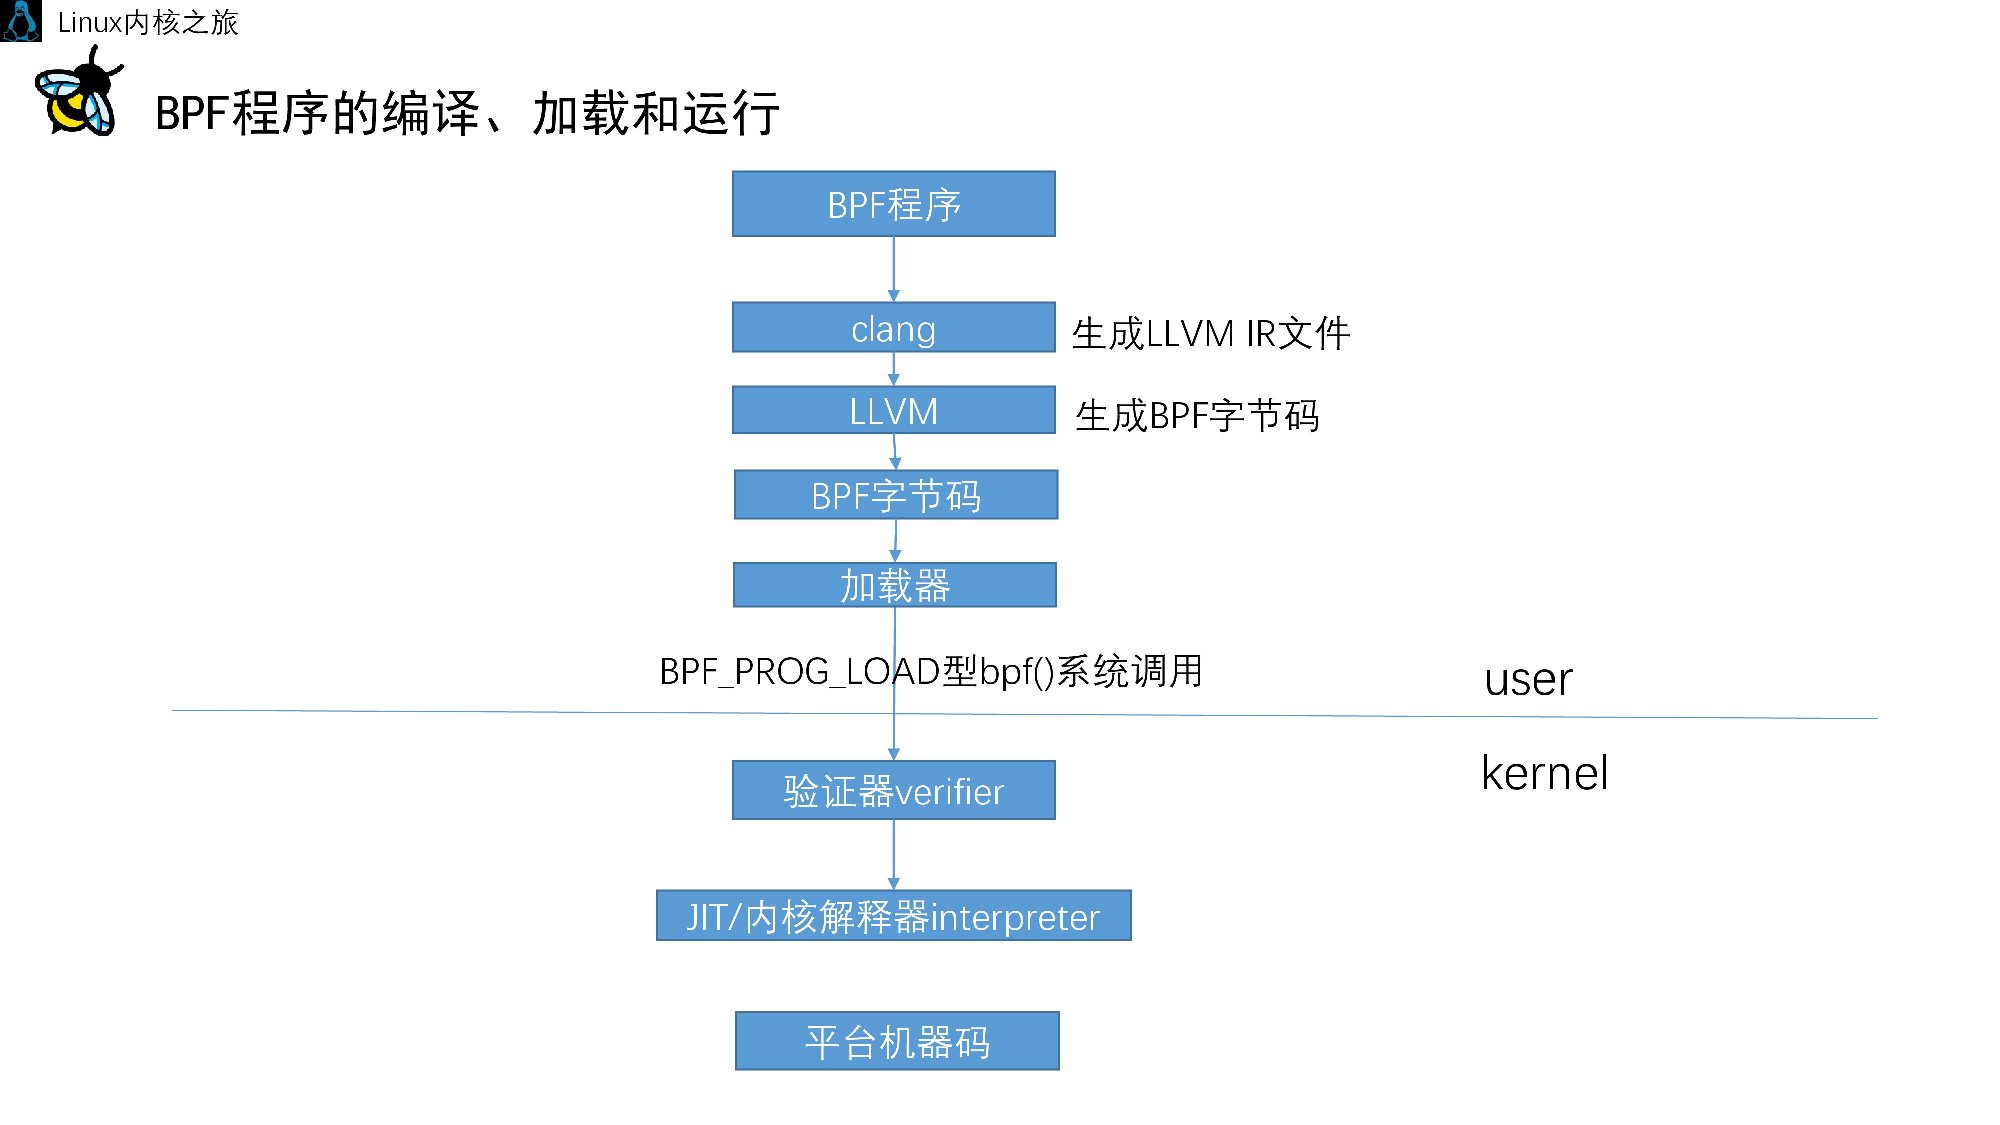 Linux内核之旅
BPF程序的编译、加载和运行
BPF程序
clang
生成LLVM IR文件
LLVM
生成BPF字节码
BPF字节码
加载器
BPF_PROG_LOAD型bpf()系统调用
user
kernel
验证器verifier
JIT/内核解释器interpreter
平台机器码